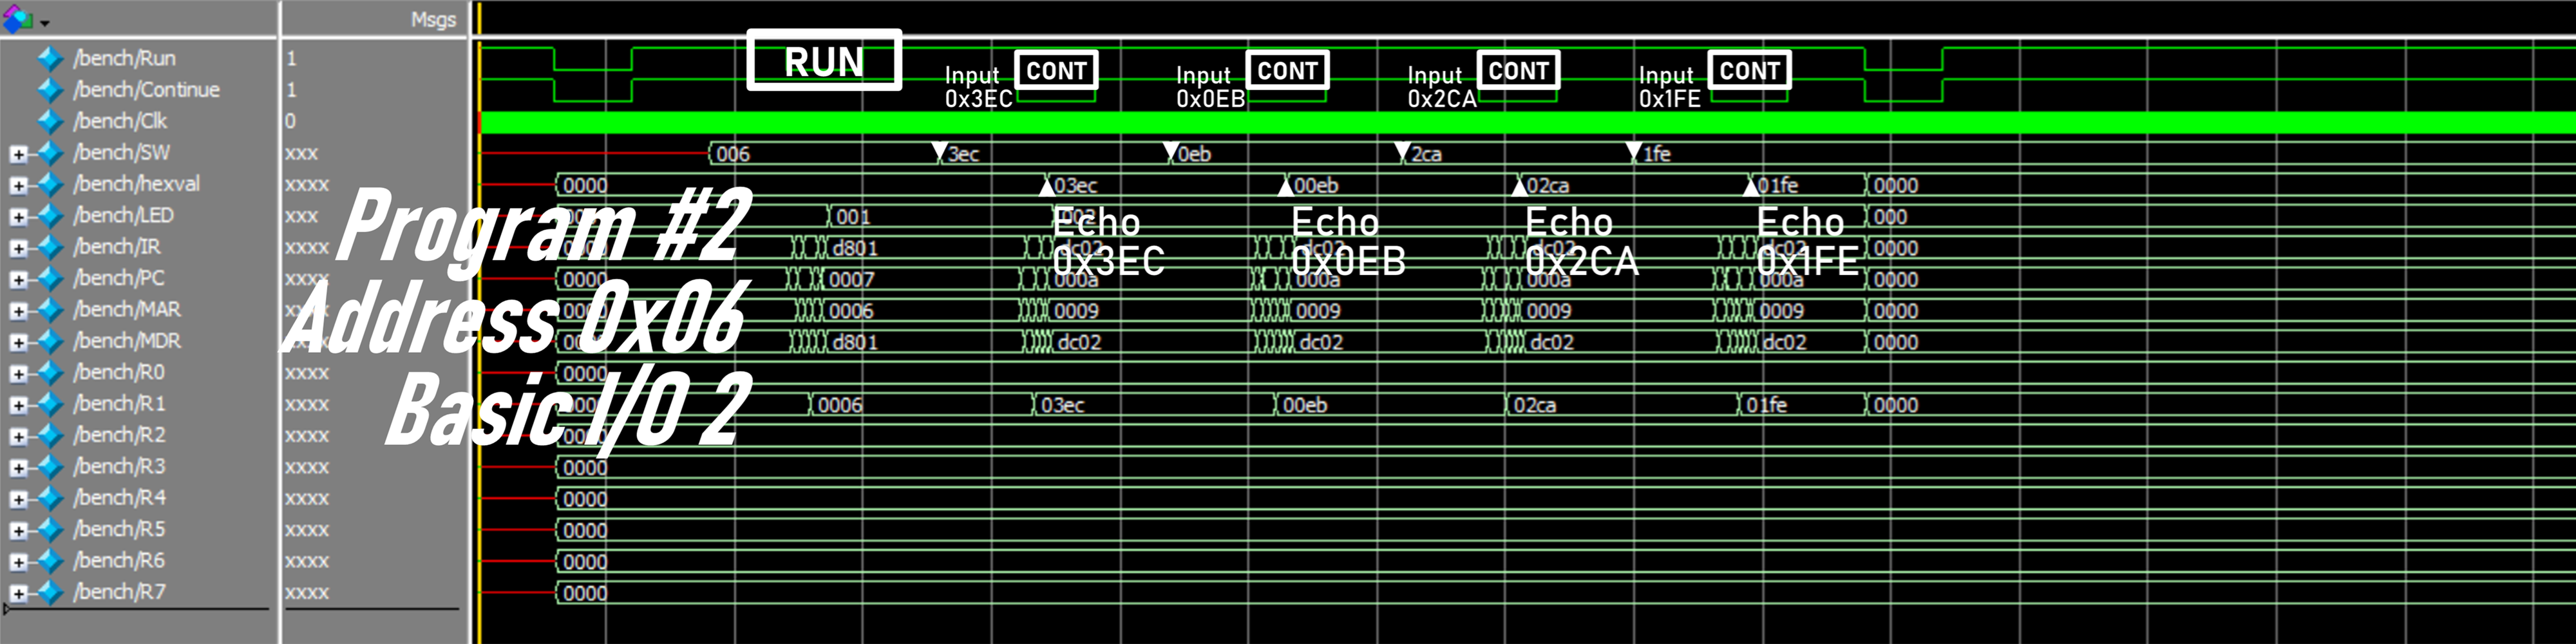 Msgs
RUN
/bench/Run 1
Input CONT Input CONT Input CONT Input CONT
/bench/Continue 1
0x3EC 0x0EB 0x2CA 0x1FE
/bench/Clk 0
/bench/SW xxx 006 3ec 0eb 2ca 1fe
/bench/hexval xxxx 0000 03ec 00eb 02ca 01fe 0000
/bench/LED xxx 001 002 000
Program #2
Echo Echo Echo Echo
/bench/IR xxxx 0000 d801 dc02 dc02 dc02 dc02 0000
0x3EC 0x0EB 0x2CA 0x1FE
/bench/PC xxxx 0000 0007 000a 000a 000a 000a 0000
/bench/MAR 0006 0009 0009 0009 0009 0000
Address 0x06
/bench/MDR d801 dc02 dc02 dc02 dc02 0000
/bench/R0 xxxx 0000
/bench/R1 xxxx 0006 03ec 00eb 02ca 01fe 0000
Basic I/O 2
/bench/R2 xxxx
/bench/R3 xxxx 0000
/bench/R4 xxxx 0000
/bench/R5 xxxx 0000
/bench/R6 xxxx 0000
/bench/R7 xxxx 0000